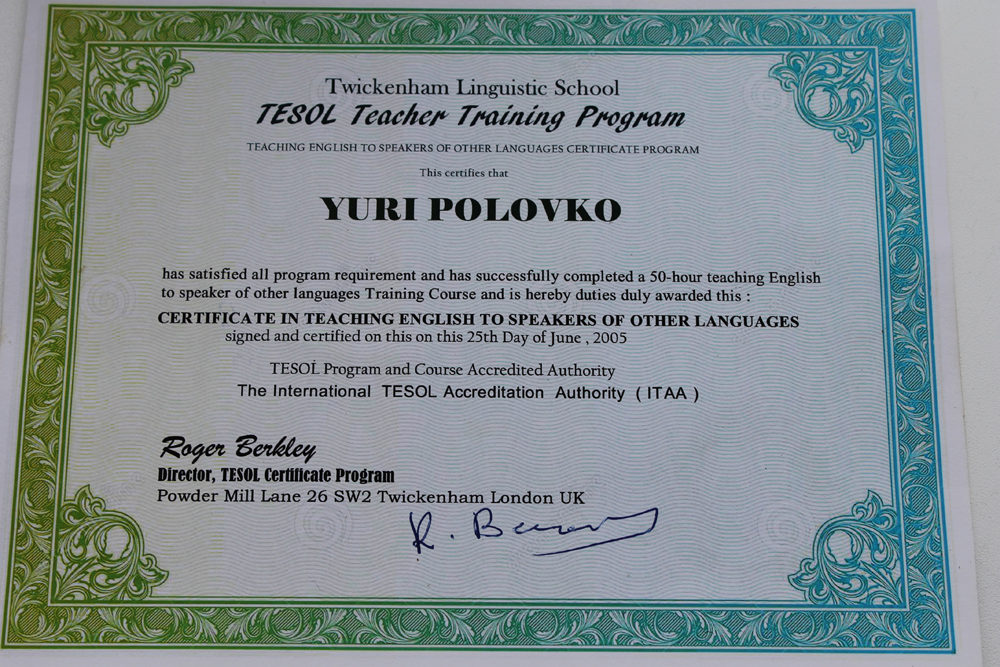 Twickenham Linguistic School
TESOL Teacher Training Program
TEACHING ENGLISH TO SPEAKERS OF OTHER LANGUAGES CERTIFICATE PROGRAM
This certifies that
YURI POLOVKO
has satisfied all program requirement and has successfully completed a 50-hour teaching English
to speaker of other languages Training Course and is hereby duties duly awarded this :
CERTIFICATE IN TEACHING ENGLISH TO SPEAKERS OF OTHER LANGUAGES
signed and certified on this on this 25th Day of June , 2005
TESOL Program and Course Accredited Authority
The International TESOL Accreditation Authority ( ITAA )
Roger Berkley
Director, TESOL Certificate Program
Powder Mill Lane 26 SW2 Twickenham London UK
R.